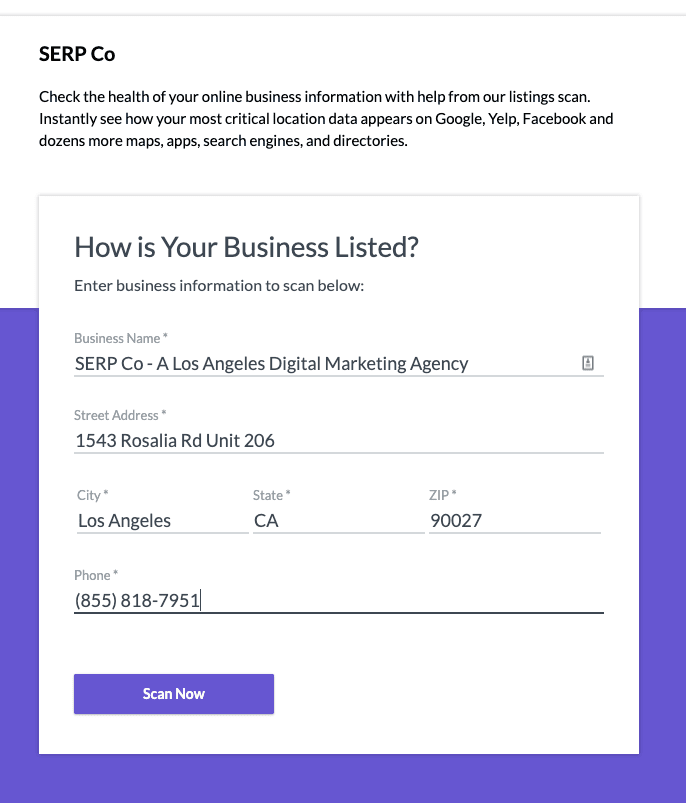 SERP Co
Check the health of your online business information with help from our listings scan.
Instantly see how your most critical location data appears on Google, Yelp, Facebook and
dozens more maps, apps, search engines, and directories.
How is Your Business Listed?
Enter business information to scan below:
Business Name *
SERP Co - A Los Angeles Digital Marketing Agency
Street Address *
1543 Rosalia Rd Unit 206
City * State * ZIP *
Los Angeles CA 90027
Phone *
(855) 818-7951
Scan Now